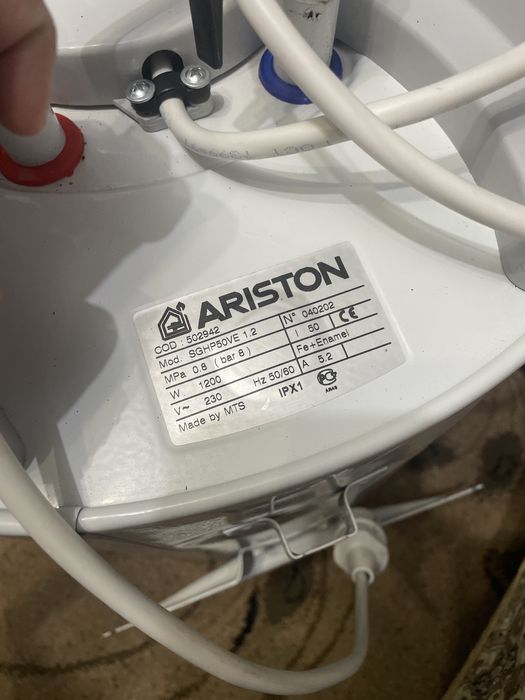 ARISTON
COD : 502942 N° 040202
Mod. SGHP50VE 1.2 l 50 CE
MPa 0.8 ( bar 8 ) Fe+Enamel
W. 1200 A 5.2
V~ 230 Hz 50/60
Made by MTS IPX1